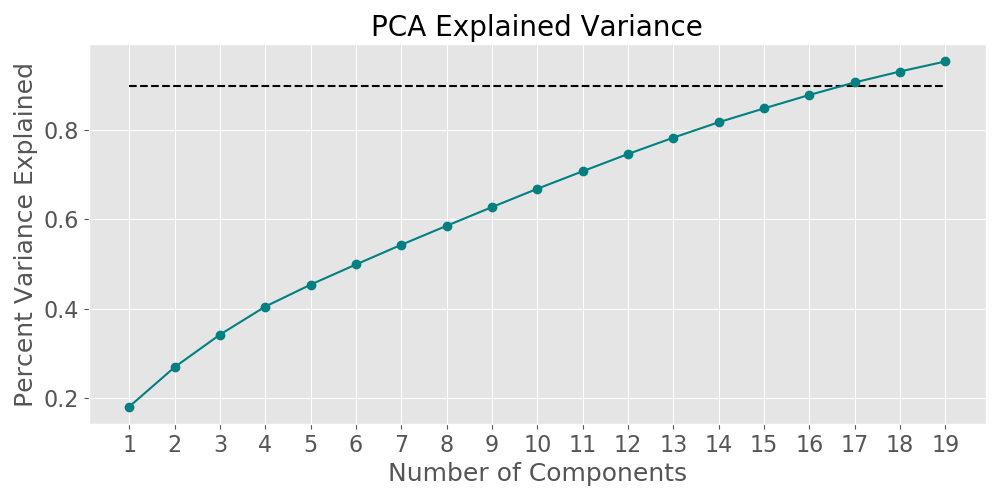 PCA Explained Variance
Percent Variance Explained
0.8
0.6
0.4
0.2
1 2 3 4 5 6 7 8 9 10 11 12 13 14 15 16 17 18 19
Number of Components